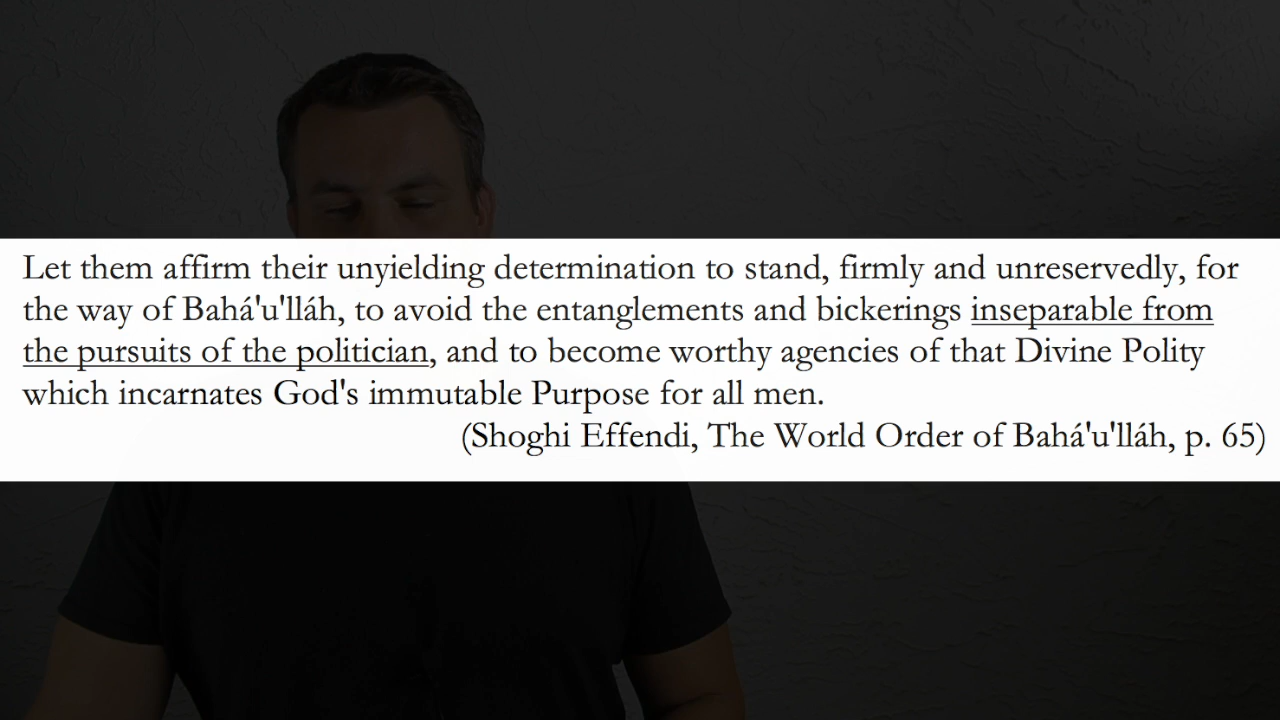 Let them affirm their unyielding determination to stand, firmly and unreservedly, for
the way of Bahá'u'lláh, to avoid the entanglements and bickerings inseparable from
the pursuits of the politician, and to become worthy agencies of that Divine Polity
which incarnates God's immutable Purpose for all men.
(Shoghi Effendi, The World Order of Bahá'u'lláh, p. 65)